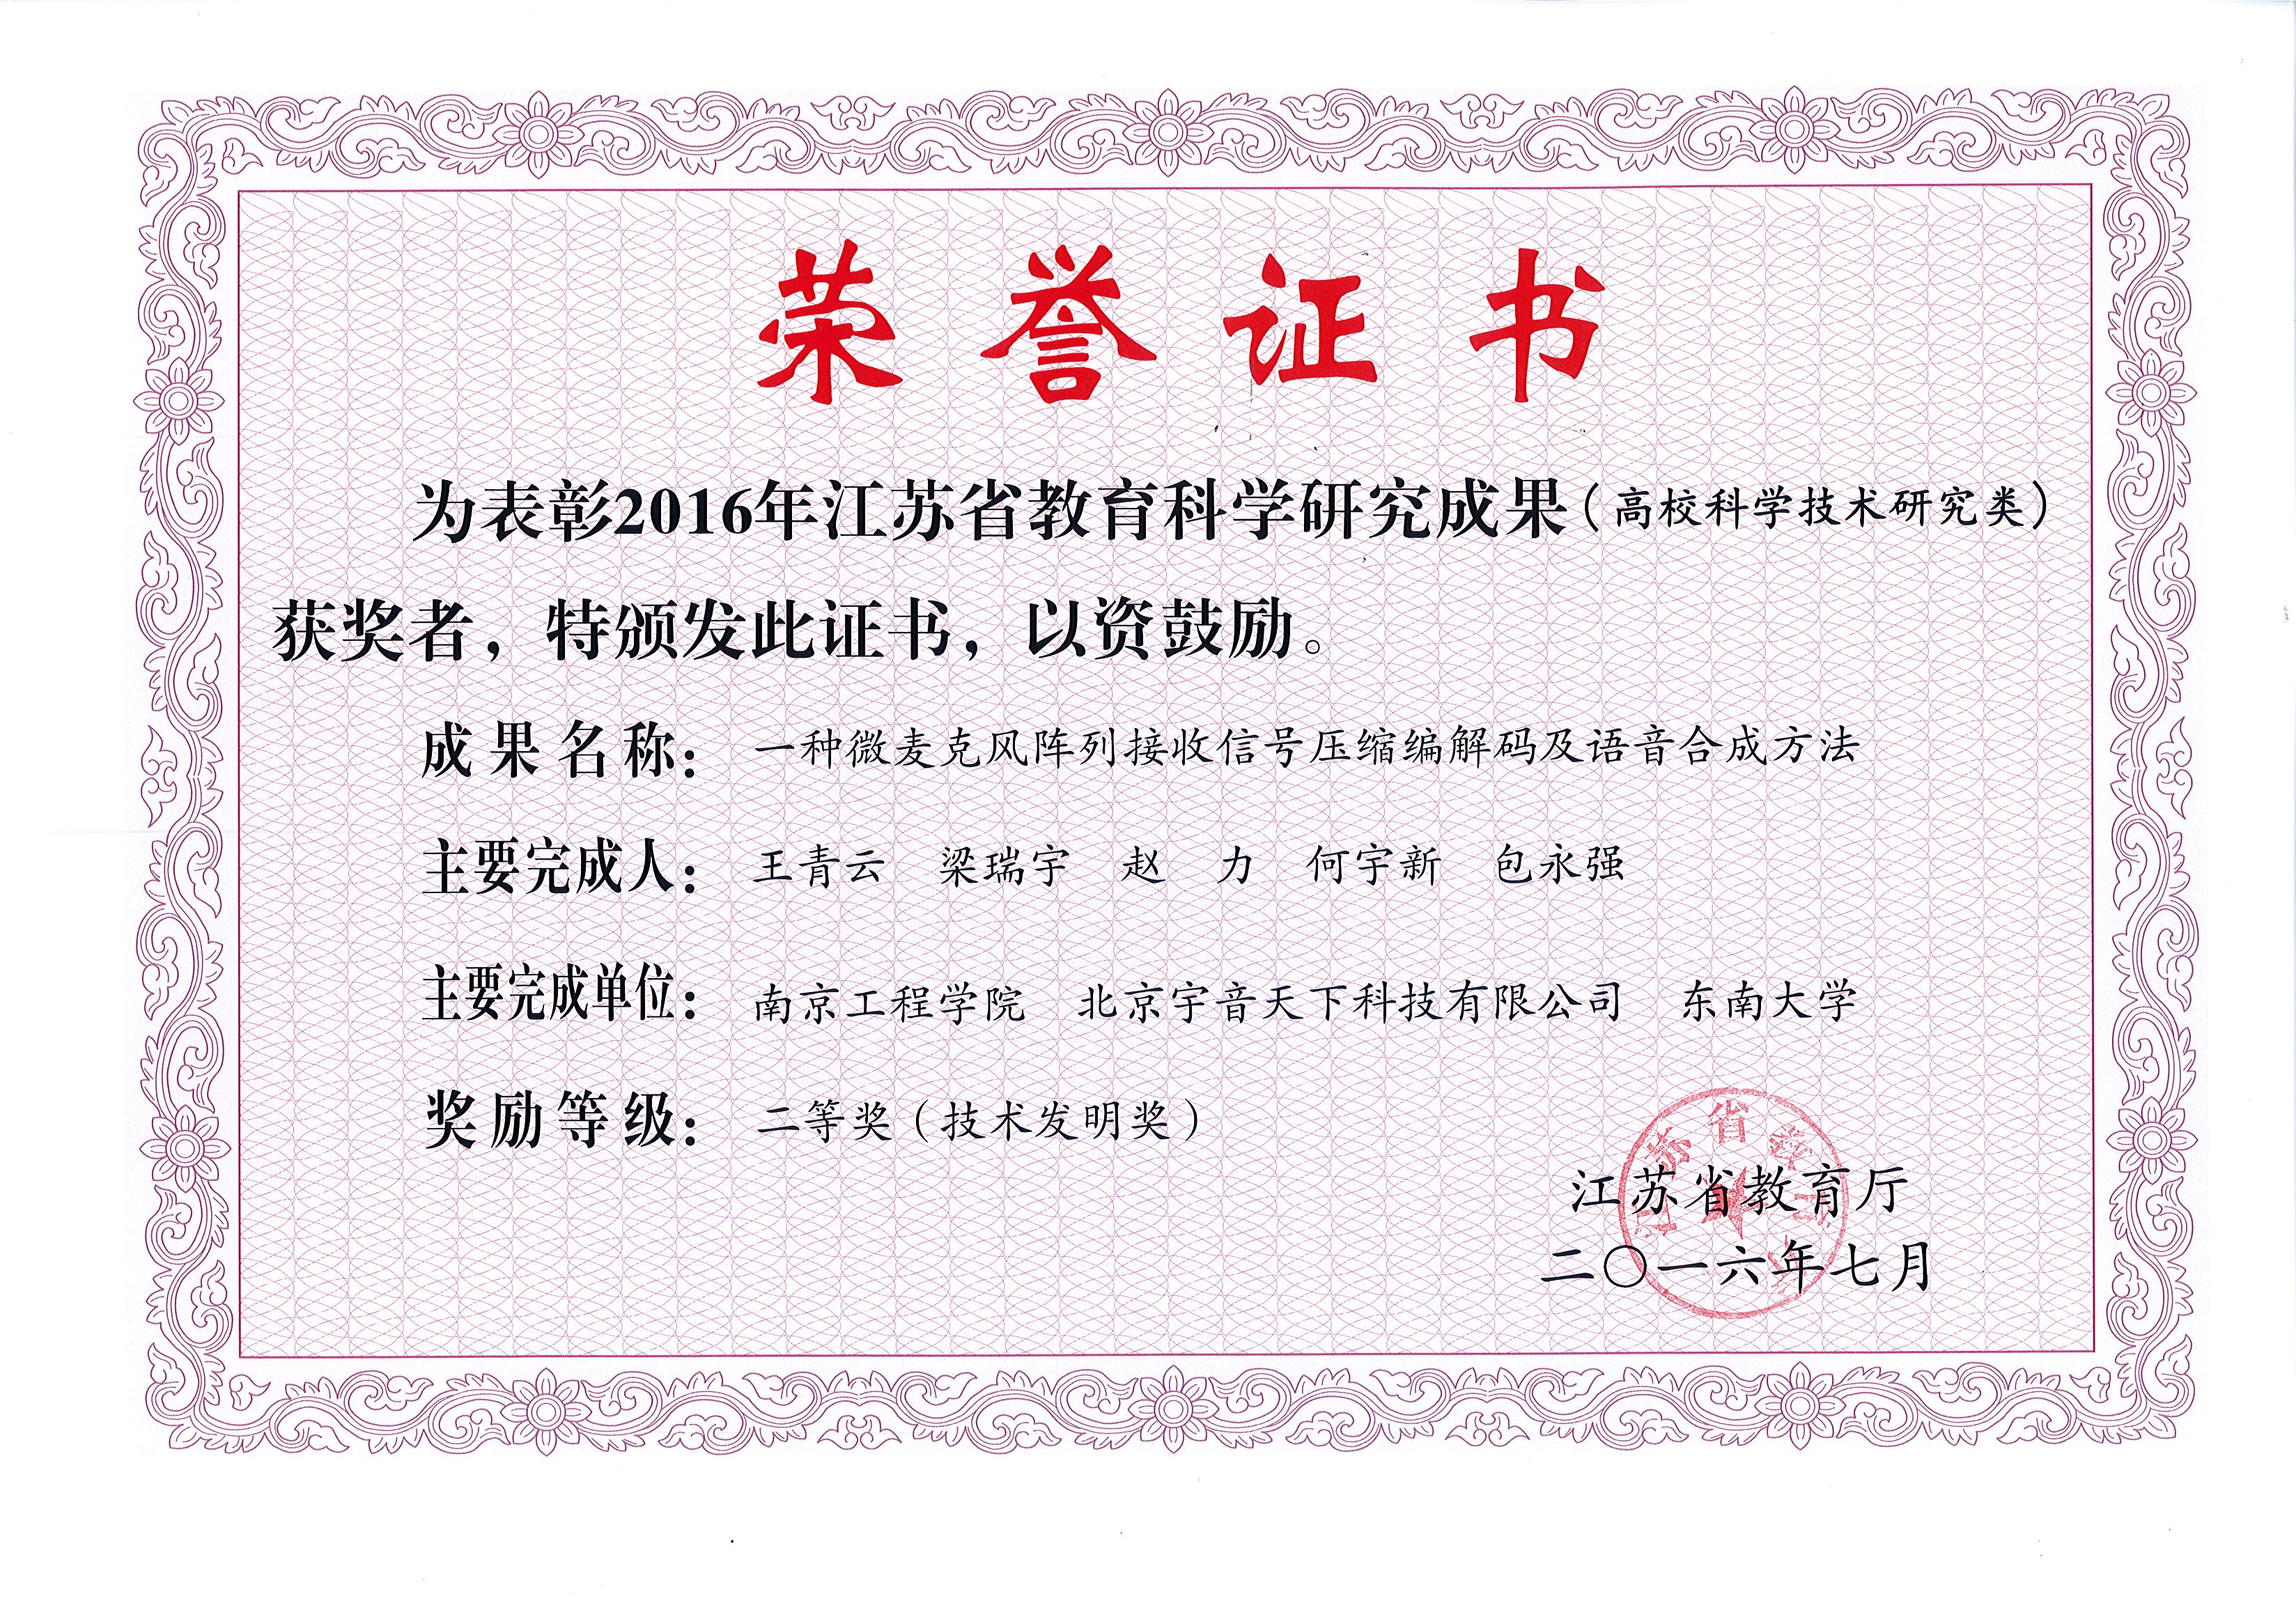 荣誉证书
为表彰2016年江苏省教育科学研究成果（高校科学技术研究类）
获奖者，特颁发此证书，以资鼓励。
成果名称：一种微麦克风阵列接收信号压缩编解码及语音合成方法
主要完成人：王青云 梁瑞宇 赵 力 何宇新 包永强
主要完成单位：南京工程学院 北京宇音天下科技有限公司 东南大学
奖励等级：二等奖（技术发明奖）
江苏省教育厅
二〇一六年七月
江苏省教育厅